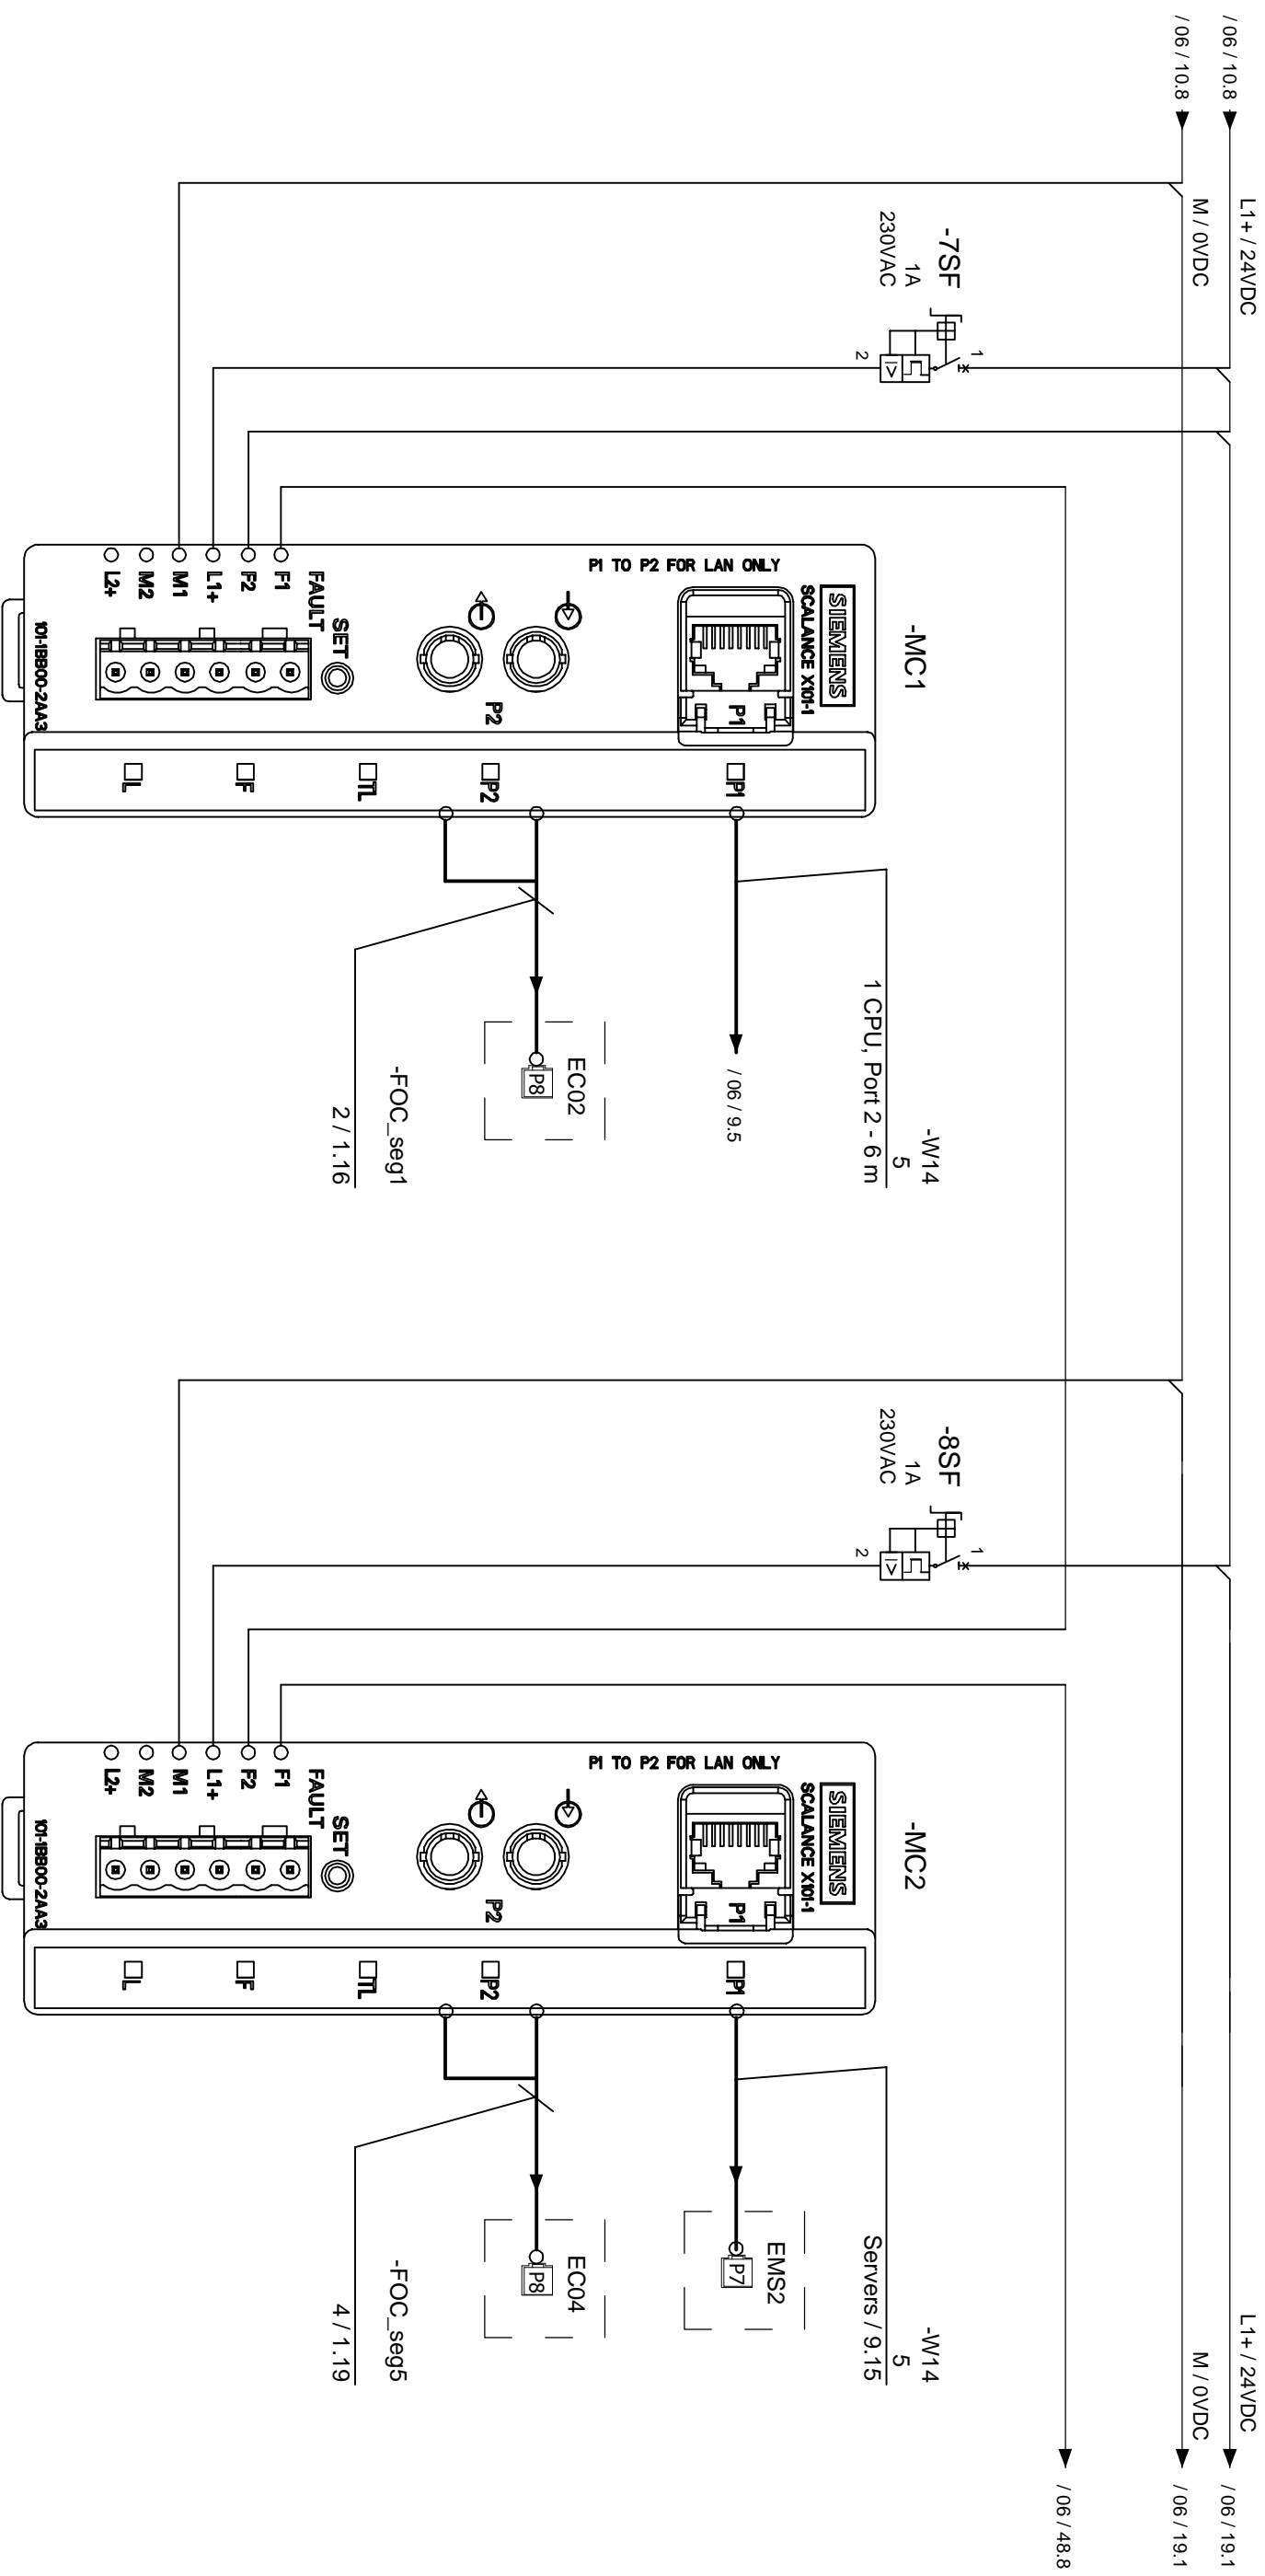 / 06 / 10.8
L1+ / 24VDC
L1+ / 24VDC
/ 06 / 19.1
/ 06 / 10.8
M / 0VDC
M / 0VDC
/ 06 / 19.1
/ 06 / 48.8
-7SF
1A
230VAC
1
2
-8SF
1A
230VAC
1
2
-MC1
SIEMENS
SCALANCE X101-1
P1 TO P2 FOR LAN ONLY
P1
P2
SET
FAULT
F1
F2
L1+
M1
M2
L2+
101-1BB00-2AA3
P1
P2
TL
F
L
-W14
5
1 CPU, Port 2 - 6 m
/ 06 / 9.5
EC02
P8
-FOC_seg1
2 / 1.16
-MC2
SIEMENS
SCALANCE X101-1
P1 TO P2 FOR LAN ONLY
P1
P2
SET
FAULT
F1
F2
L1+
M1
M2
L2+
101-1BB00-2AA3
P1
P2
TL
F
L
-W14
5
Servers / 9.15
EMS2
P7
EC04
P8
-FOC_seg5
4 / 1.19